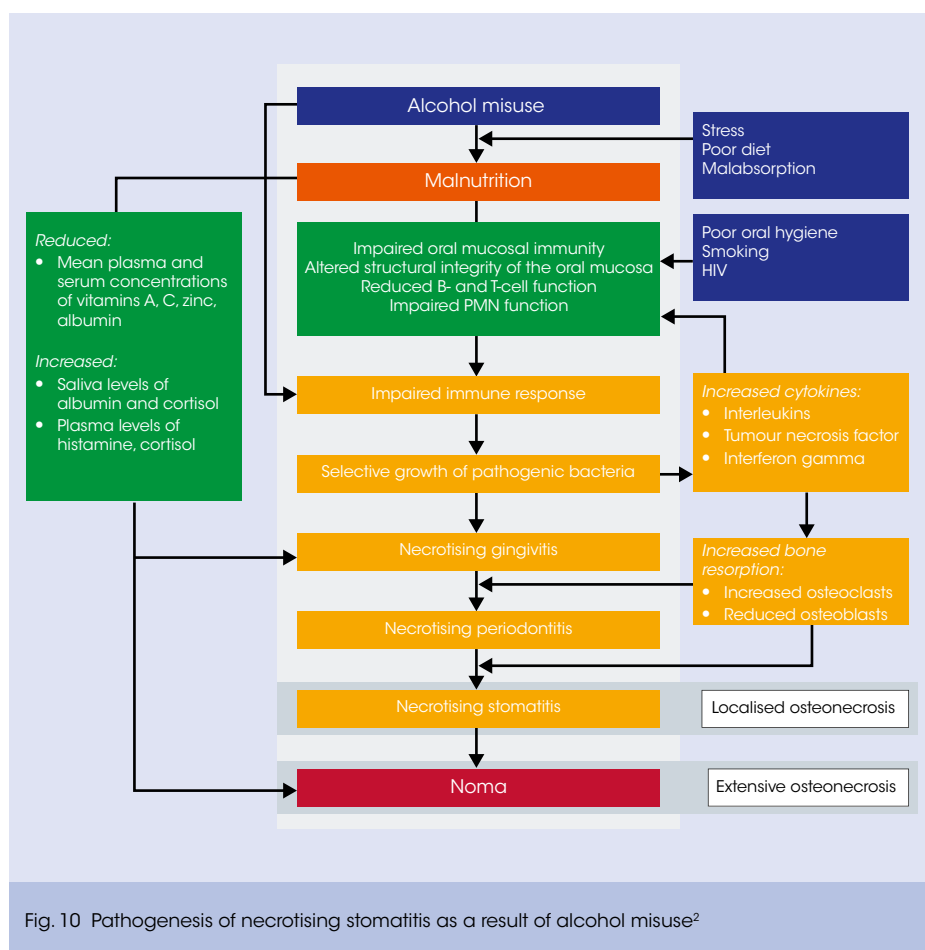 Alcohol misuse
Stress
Poor diet
Malabsorption
Malnutrition
Poor oral hygiene
Smoking
HIV
Reduced:
• Mean plasma and
serum concentrations
of vitamins A, C, zinc,
albumin
Increased:
• Saliva levels of
albumin and cortisol
• Plasma levels of
histamine, cortisol
Impaired oral mucosal immunity
Altered structural integrity of the oral mucosa
Reduced B- and T-cell function
Impaired PMN function
Impaired immune response
Increased cytokines:
• Interleukins
• Tumour necrosis factor
• Interferon gamma
Selective growth of pathogenic bacteria
Necrotising gingivitis
Increased bone
resorption:
• Increased osteoclasts
• Reduced osteoblasts
Necrotising periodontitis
Necrotising stomatitis
Localised osteonecrosis
Noma
Extensive osteonecrosis
Fig. 10 Pathogenesis of necrotising stomatitis as a result of alcohol misuse²